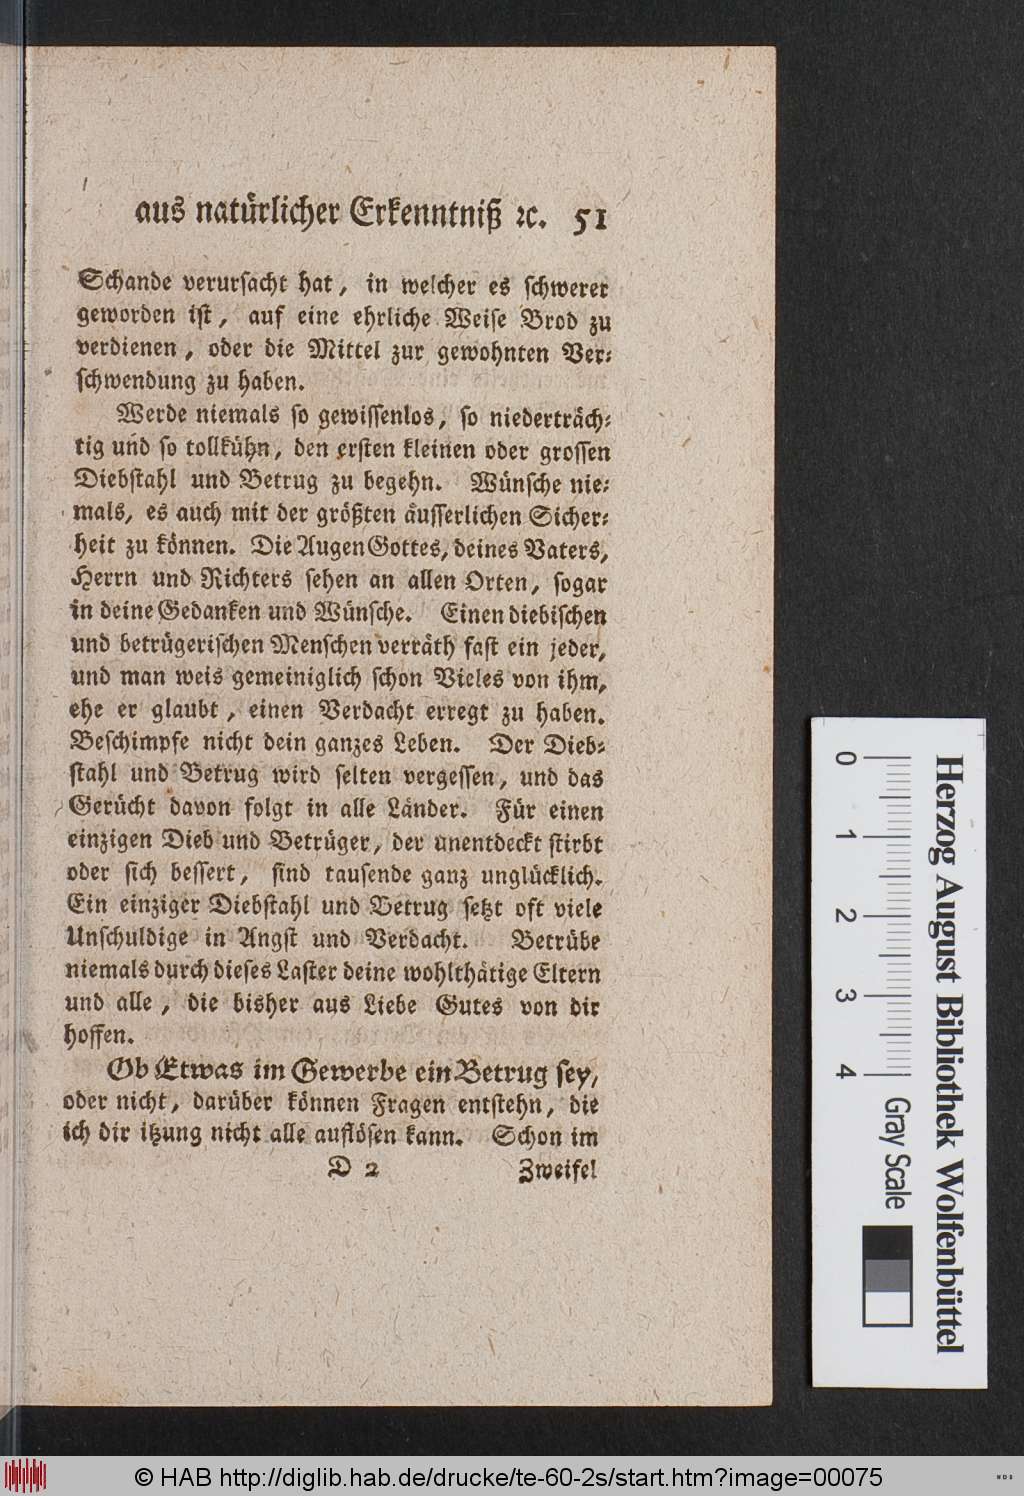 aus natürlicher Erkenntniß ꝛc. 51
Schande verursacht hat, in welcher es schwerer
geworden ist, auf eine ehrliche Weise Brod zu
verdienen, oder die Mittel zur gewohnten Ver⸗
schwendung zu haben.
Werde niemals so gewissenlos, so niederträch⸗
tig und so tollkühn, den ersten kleinen oder grossen
Diebstahl und Betrug zu begehn. Wünsche nie⸗
mals, es auch mit der größten äusserlichen Sicher⸗
heit zu können. Die Augen Gottes, deines Vaters,
Herrn und Richters sehen an allen Orten, sogar
in deine Gedanken und Wünsche. Einen diebischen
und betrügerischen Menschen verräth fast ein jeder,
und man weis gemeiniglich schon Vieles von ihm,
ehe er glaubt, einen Verdacht erregt zu haben.
Beschimpfe nicht dein ganzes Leben. Der Dieb⸗
stahl und Betrug wird selten vergessen, und das
Gerücht davon folgt in alle Länder. Für einen
einzigen Dieb und Betrüger, der unentdeckt stirbt
oder sich bessert, sind tausende ganz unglücklich.
Ein einziger Diebstahl und Betrug setzt oft viele
Unschuldige in Angst und Verdacht. Betrübe
niemals durch dieses Laster deine wohlthätige Eltern
und alle, die bisher aus Liebe Gutes von dir
hoffen.
Ob Etwas im Gewerbe ein Betrug sey,
oder nicht, darüber können Fragen entstehn, die
ich dir itzung nicht alle auflösen kann. Schon im
D 2 Zweifel
Herzog August Bibliothek Wolfenbüttel
0 1 2 3 4 Gray Scale
© HAB http://diglib.hab.de/drucke/te-60-2s/start.htm?image=00075